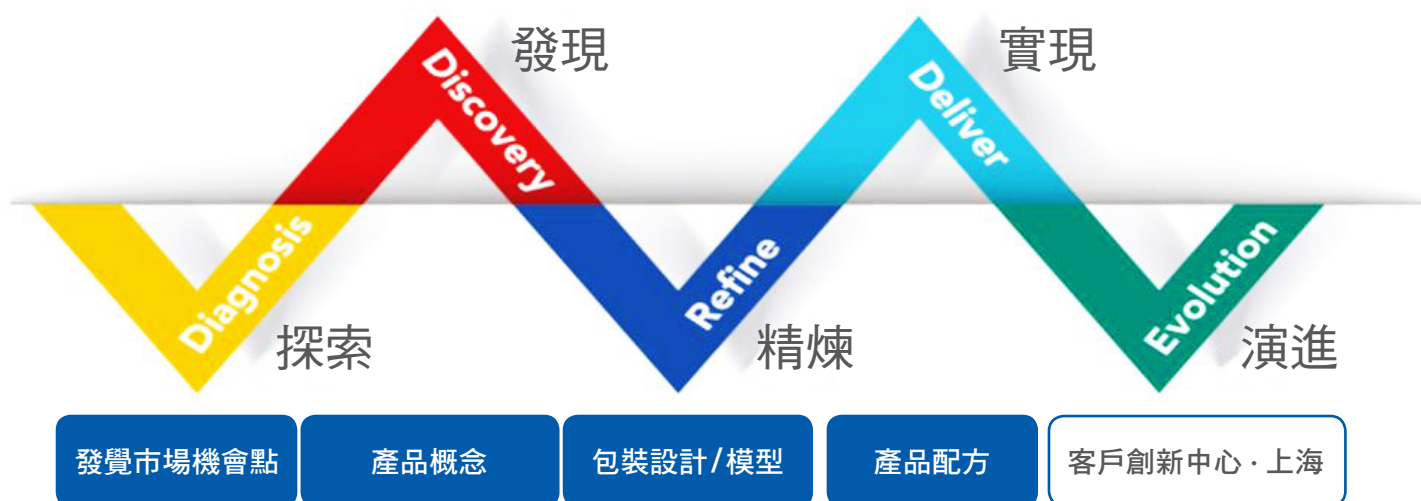 發現
實現
Discovery
Deliver
Diagnosis
Refine
Evolution
探索
精煉
演進
發覺市場機會點
產品概念
包裝設計/模型
產品配方
客戶創新中心·上海